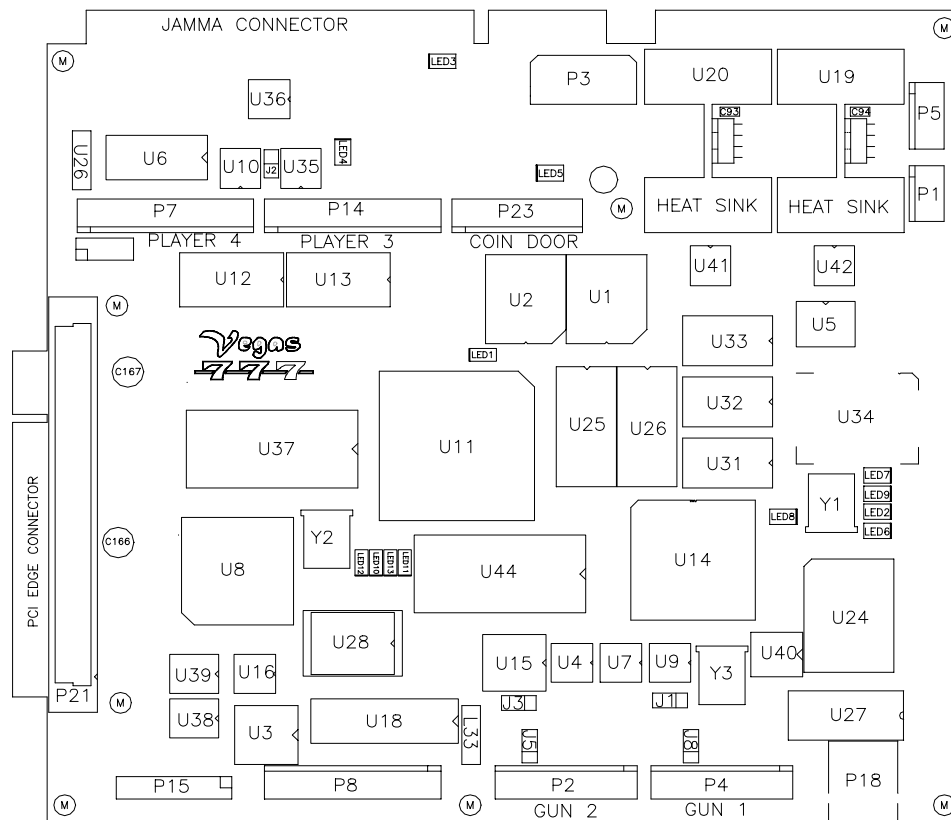 JAMMA CONNECTOR
M
M
LED3
P3
U20
U19
U36
C93
C94
P5
U26
U6
U10
J2
U35
LED4
LED5
M
HEAT SINK
HEAT SINK
P1
P7
P14
P23
PLAYER 4
PLAYER 3
COIN DOOR
U12
U13
U2
U1
U41
U42
M
U5
Vegas
777
LED1
U33
C167
U37
U11
U25
U26
U32
U34
U31
LED7
LED9
LED2
LED6
Y1
LED8
PCI EDGE CONNECTOR
C166
U8
Y2
LED12
LED10
LED13
LED11
U44
U14
U24
U28
U15
U4
U7
U9
Y3
U40
U39
U16
P21
M
J3
J1
U38
U3
U18
L33
J5
J8
U27
P15
P8
P2
P4
P18
M
M
GUN 2
GUN 1
M